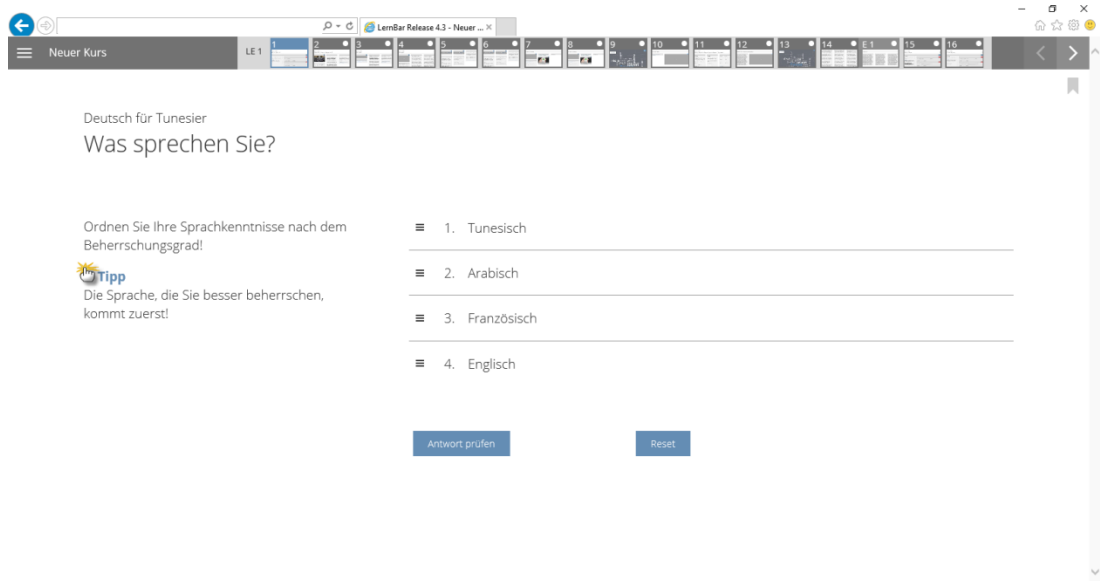 LernBar Release 4.3 - Neuer ...
Neuer Kurs
LE 1
1 2 3 4 5 6 7 8 9 10 11 12 13 14 E 1 15 16
Deutsch für Tunesier
Was sprechen Sie?
Ordnen Sie Ihre Sprachkenntnisse nach dem
Beherrschungsgrad!
Tipp
Die Sprache, die Sie besser beherrschen,
kommt zuerst!
1. Tunesisch
2. Arabisch
3. Französisch
4. Englisch
Antwort prüfen
Reset